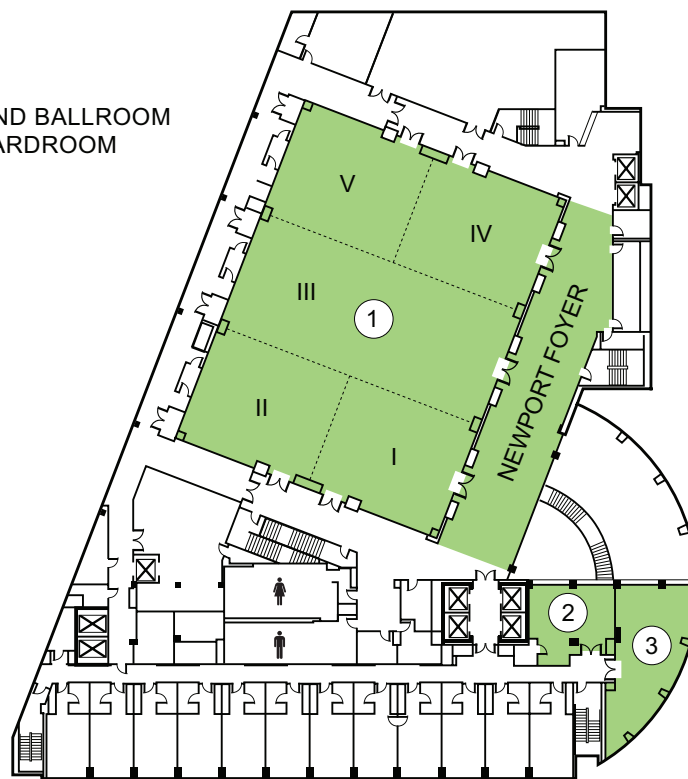 ND BALLROOM
ARDROOM
V
IV
III
1
NEWPORT FOYER
II
I
2
3